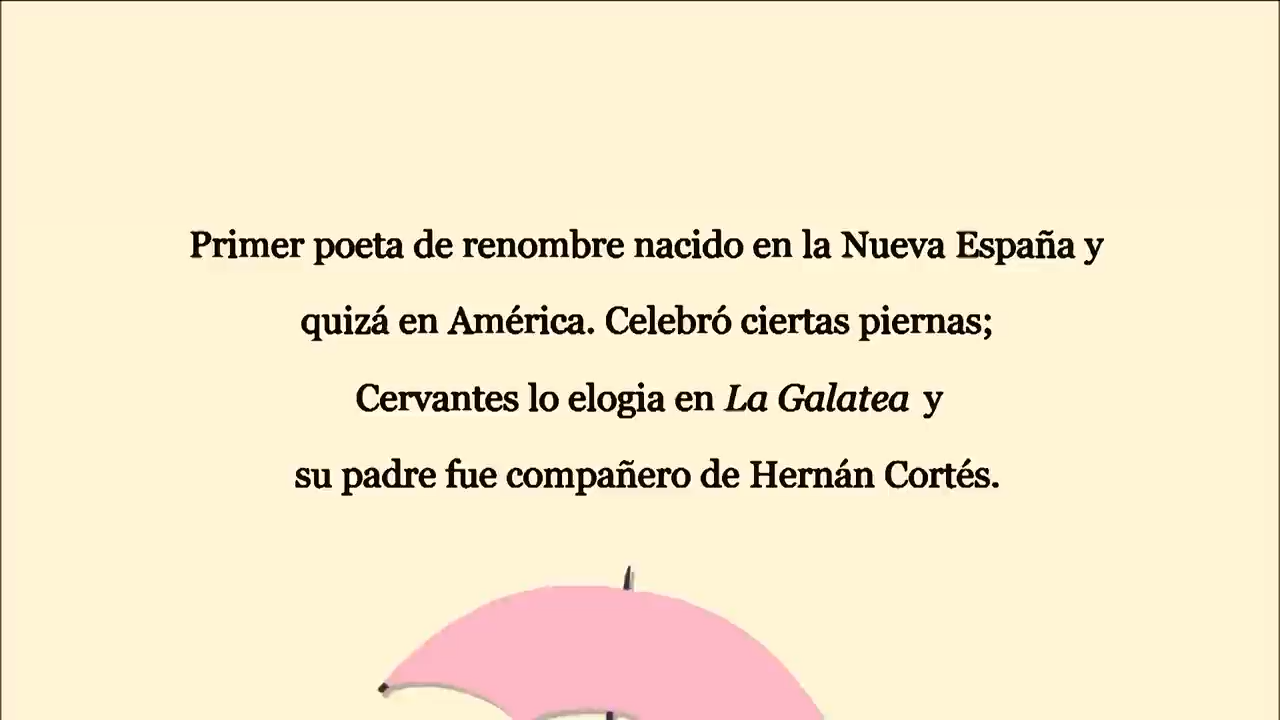 Primer poeta de renombre nacido en la Nueva España y
quizá en América. Celebró ciertas piernas;
Cervantes lo elogia en La Galatea y
su padre fue compañero de Hernán Cortés.